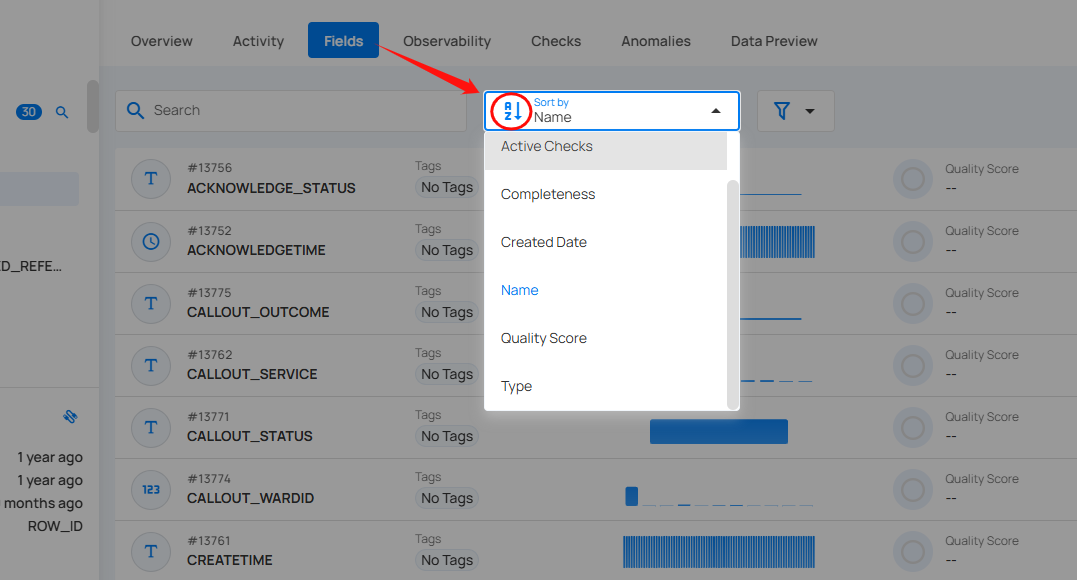 Overview Activity Fields Observability Checks Anomalies Data Preview
30
Search
Sort by
Name
Active Checks
Completeness
Created Date
Name
Quality Score
Type
T
#13756
ACKNOWLEDGE_STATUS
Tags
No Tags
Quality Score
--
#13752
ACKNOWLEDGETIME
Tags
No Tags
Quality Score
--
T
#13775
CALLOUT_OUTCOME
Tags
No Tags
Quality Score
--
T
#13762
CALLOUT_SERVICE
Tags
No Tags
Quality Score
--
T
#13771
CALLOUT_STATUS
Tags
No Tags
Quality Score
--
123
#13774
CALLOUT_WARDID
Tags
No Tags
Quality Score
--
T
#13761
CREATETIME
Tags
No Tags
Quality Score
--
D_REFE...
1 year ago
1 year ago
months ago
ROW_ID